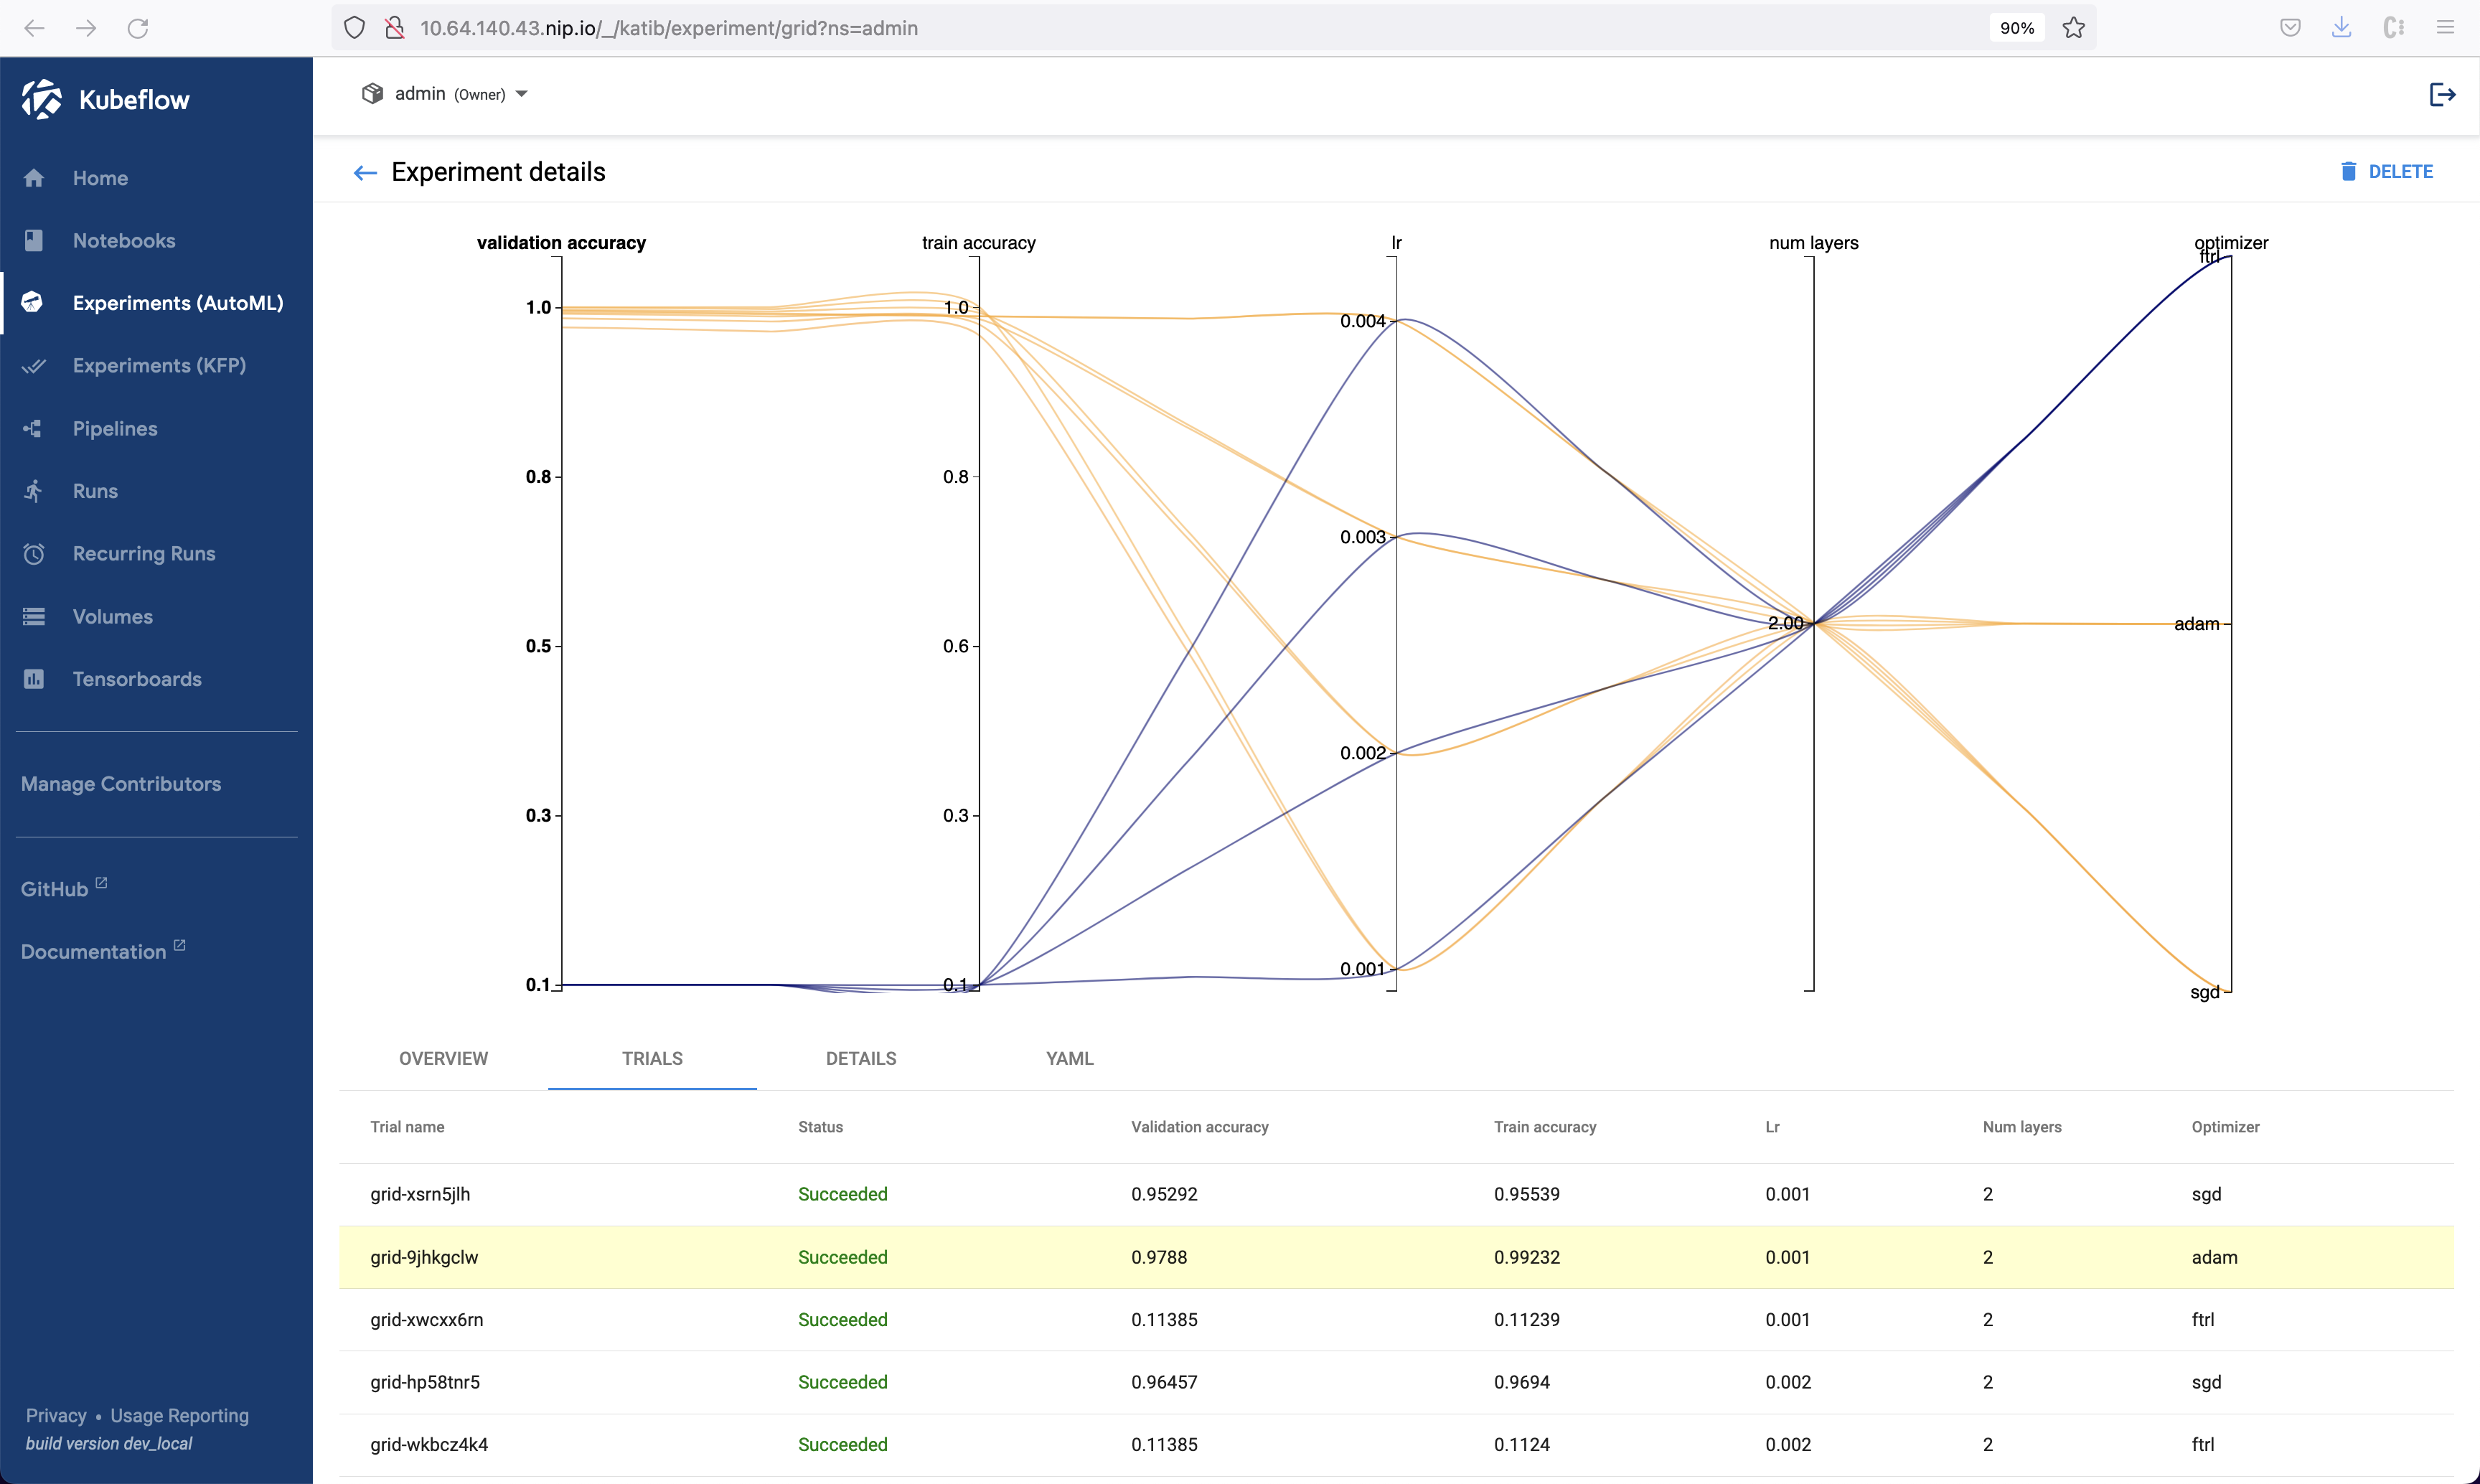 10.64.140.43.nip.io/_/katib/experiment/grid?ns=admin
90%
Kubeflow
Home
Notebooks
Experiments (AutoML)
Experiments (KFP)
Pipelines
Runs
Recurring Runs
Volumes
Tensorboards
Manage Contributors
GitHub
Documentation
Privacy • Usage Reporting
build version dev_local
admin (Owner)
Experiment details
DELETE
validation accuracy
1.0
0.8
0.5
0.3
0.1
train accuracy
1.0
0.8
0.6
0.3
0.1
lr
0.004
0.003
0.002
0.001
num layers
2.00
optimizer
ftrl
adam
sgd
OVERVIEW TRIALS DETAILS YAML
Trial name Status Validation accuracy Train accuracy Lr Num layers Optimizer
grid-xsrn5jlh Succeeded 0.95292 0.95539 0.001 2 sgd
grid-9jhkgclw Succeeded 0.9788 0.99232 0.001 2 adam
grid-xwcxx6rn Succeeded 0.11385 0.11239 0.001 2 ftrl
grid-hp58tnr5 Succeeded 0.96457 0.9694 0.002 2 sgd
grid-wkbcz4k4 Succeeded 0.11385 0.1124 0.002 2 ftrl